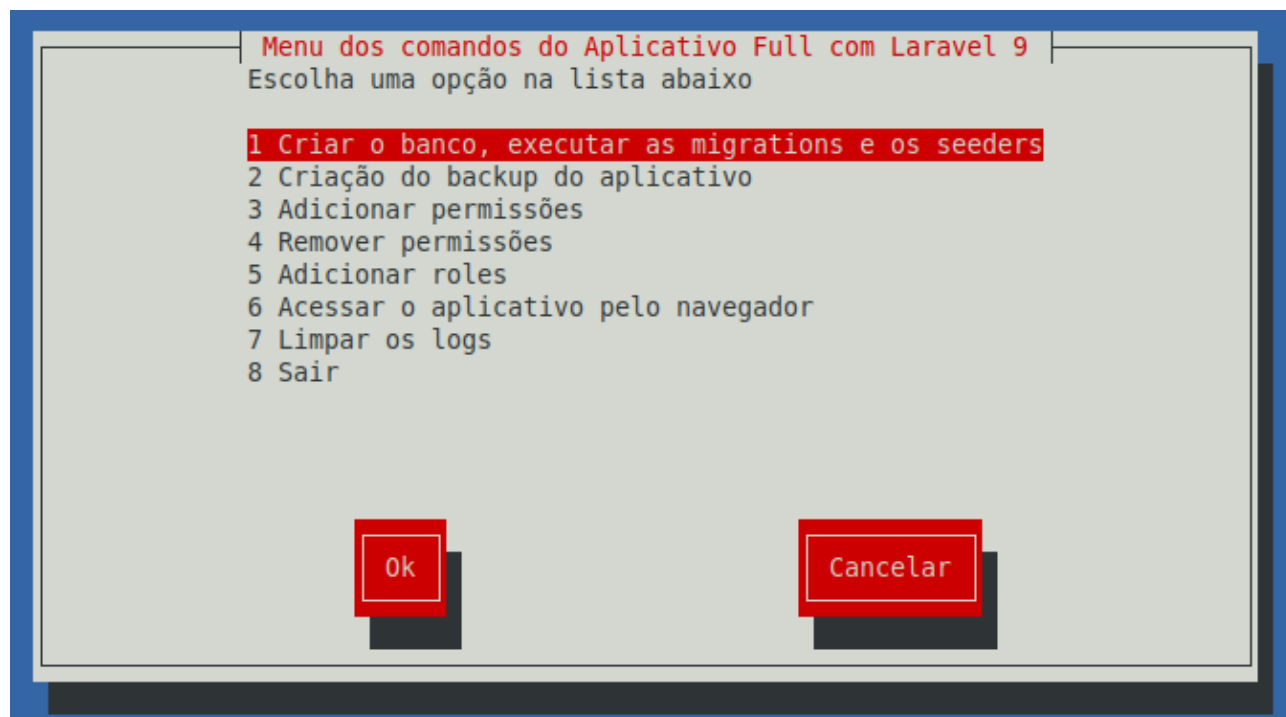 Menu dos comandos do Aplicativo Full com Laravel 9
Escolha uma opção na lista abaixo
1 Criar o banco, executar as migrations e os seeders
2 Criação do backup do aplicativo
3 Adicionar permissões
4 Remover permissões
5 Adicionar roles
6 Acessar o aplicativo pelo navegador
7 Limpar os logs
8 Sair
Ok
Cancelar